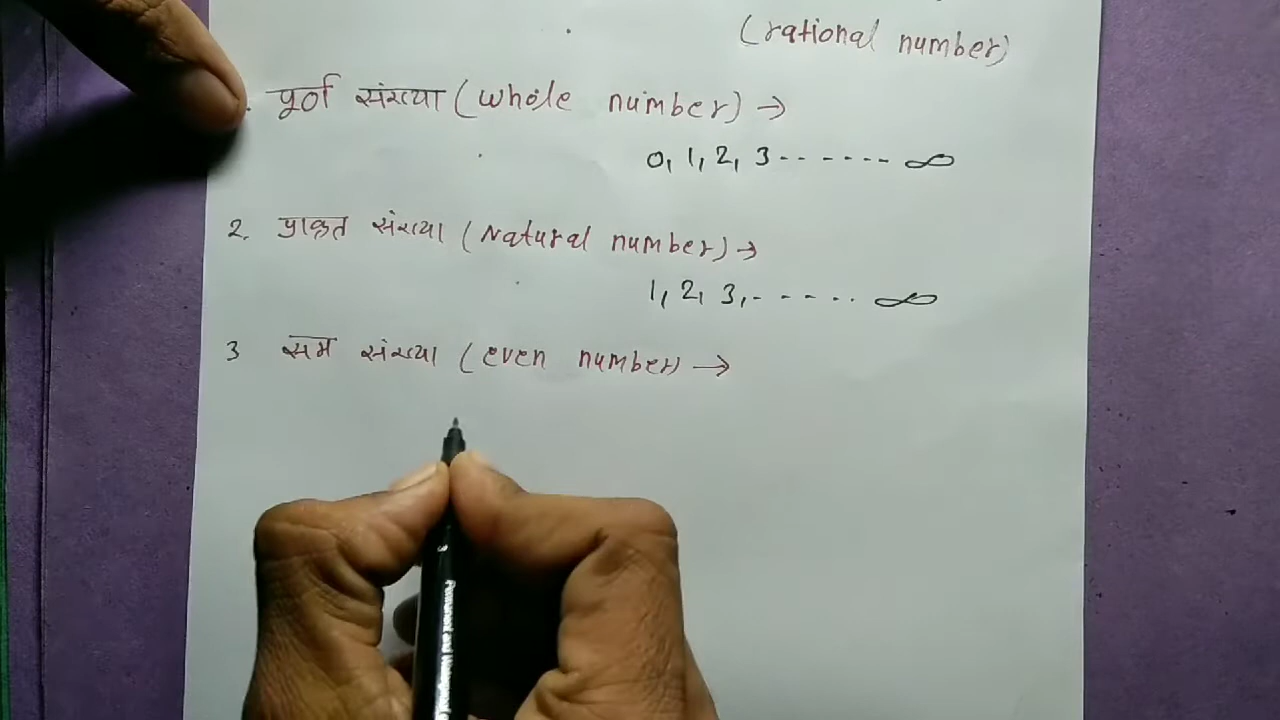 (rational number)
पूर्ण संख्या (whole number) →
0, 1, 2, 3 - - - - - - - ∞
2. प्राकृत संख्या (Natural number) →
1, 2, 3, - - - - - - ∞
3 सम संख्या (even number) →